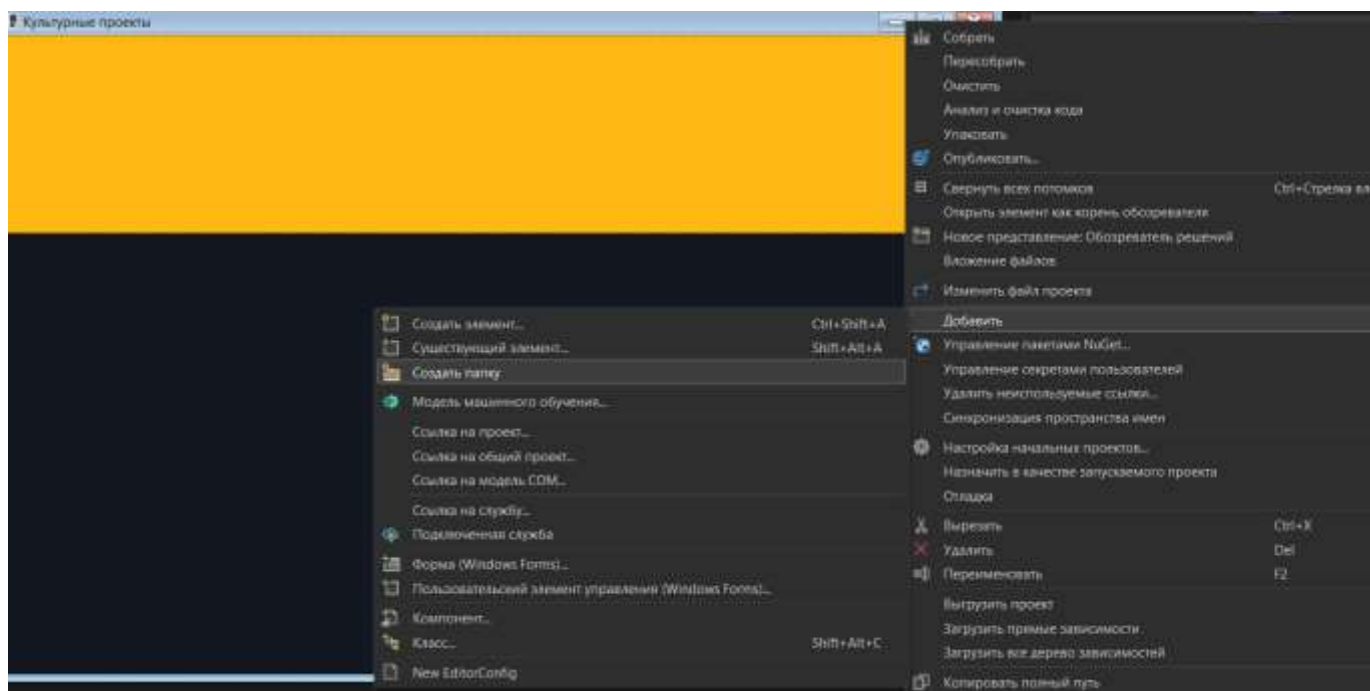 Культурные проекты
Собрать
Пересобрать
Очистить
Анализ и очистка кода
Упаковать
Опубликовать...
Свернуть всех потомков Ctrl+Стрелка вл
Открыть элемент как корень обозревателя
Новое представление: Обозреватель решений
Вложение файлов
Изменить файл проекта
Добавить
Управление пакетами NuGet...
Управление секретами пользователей
Удалить неиспользуемые ссылки...
Синхронизация пространства имен
Настройка начальных проектов...
Назначить в качестве запускаемого проекта
Отладка
Вырезать Ctrl+X
Удалить Del
Переименовать F2
Выгрузить проект
Загрузить прямые зависимости
Загрузить все дерево зависимостей
Копировать полный путь
Создать элемент... Ctrl+Shift+A
Существующий элемент... Shift+Alt+A
Создать папку
Модель машинного обучения...
Ссылка на проект...
Ссылка на общий проект...
Ссылка на модель COM...
Ссылка на службу...
Подключенная служба
Форма (Windows Forms)...
Пользовательский элемент управления (Windows Forms)...
Компонент...
Класс... Shift+Alt+C
New EditorConfig